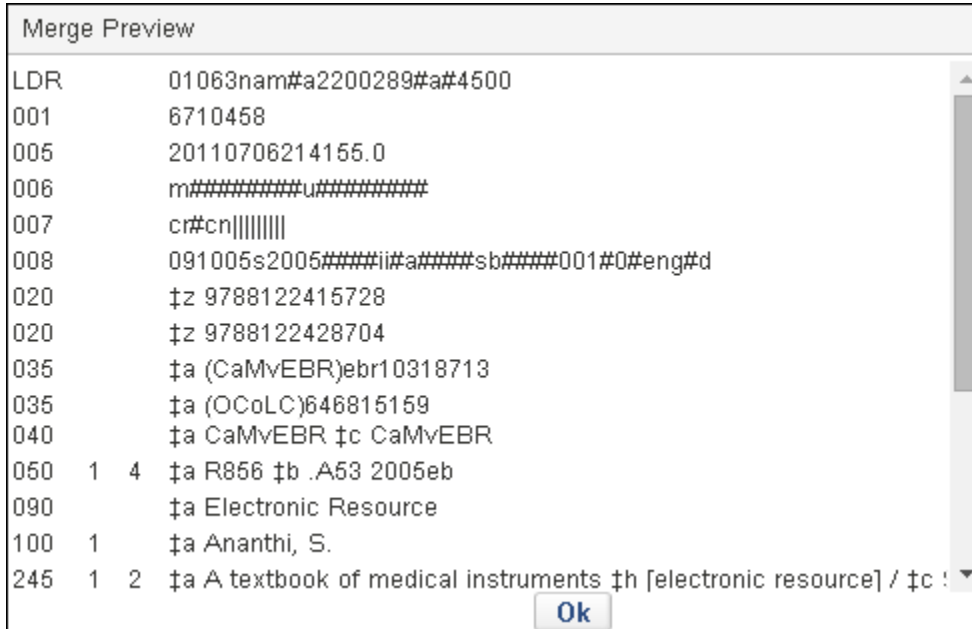 Merge Preview
LDR 01063nam#a2200289#a#4500
001 6710458
005 20110706214155.0
006 m########u########
007 cr#cn|||||||||
008 091005s2005####ii#a####sb####001#0#eng#d
020 ‡z 9788122415728
020 ‡z 9788122428704
035 ‡a (CaMvEBR)ebr10318713
035 ‡a (OCoLC)646815159
040 ‡a CaMvEBR ‡c CaMvEBR
050 1 4 ‡a R856 ‡b .A53 2005eb
090 ‡a Electronic Resource
100 1 ‡a Ananthi, S.
245 1 2 ‡a A textbook of medical instruments ‡h [electronic resource] / ‡c
Ok